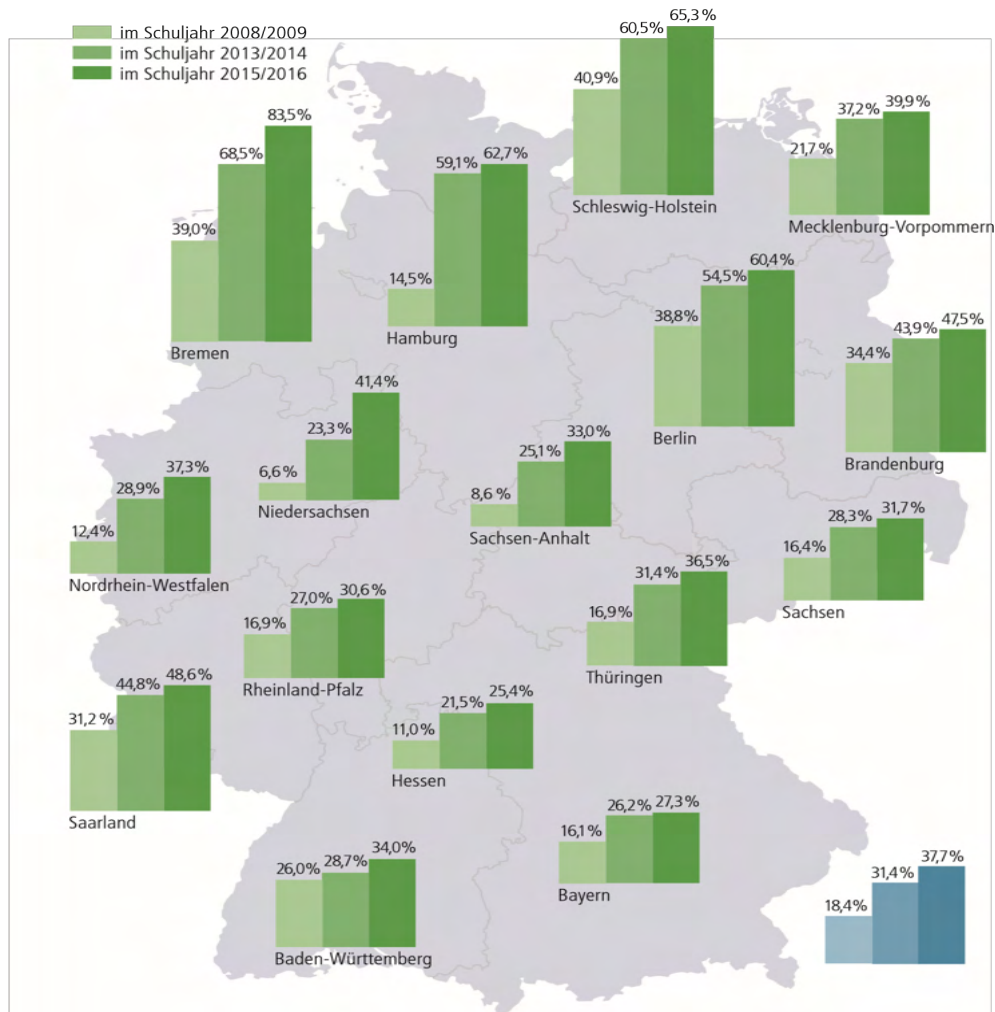 im Schuljahr 2008/2009
im Schuljahr 2013/2014
im Schuljahr 2015/2016
40,9%
60,5%
65,3%
Schleswig-Holstein
21,7%
37,2%
39,9%
Mecklenburg-Vorpommern
39,0%
68,5%
83,5%
Bremen
14,5%
59,1%
62,7%
Hamburg
38,8%
54,5%
60,4%
Berlin
34,4%
43,9%
47,5%
Brandenburg
6,6%
23,3%
41,4%
Niedersachsen
8,6%
25,1%
33,0%
Sachsen-Anhalt
12,4%
28,9%
37,3%
Nordrhein-Westfalen
16,4%
28,3%
31,7%
Sachsen
16,9%
27,0%
30,6%
Rheinland-Pfalz
16,9%
31,4%
36,5%
Thüringen
31,2%
44,8%
48,6%
Saarland
11,0%
21,5%
25,4%
Hessen
26,0%
28,7%
34,0%
Baden-Württemberg
16,1%
26,2%
27,3%
Bayern
18,4%
31,4%
37,7%